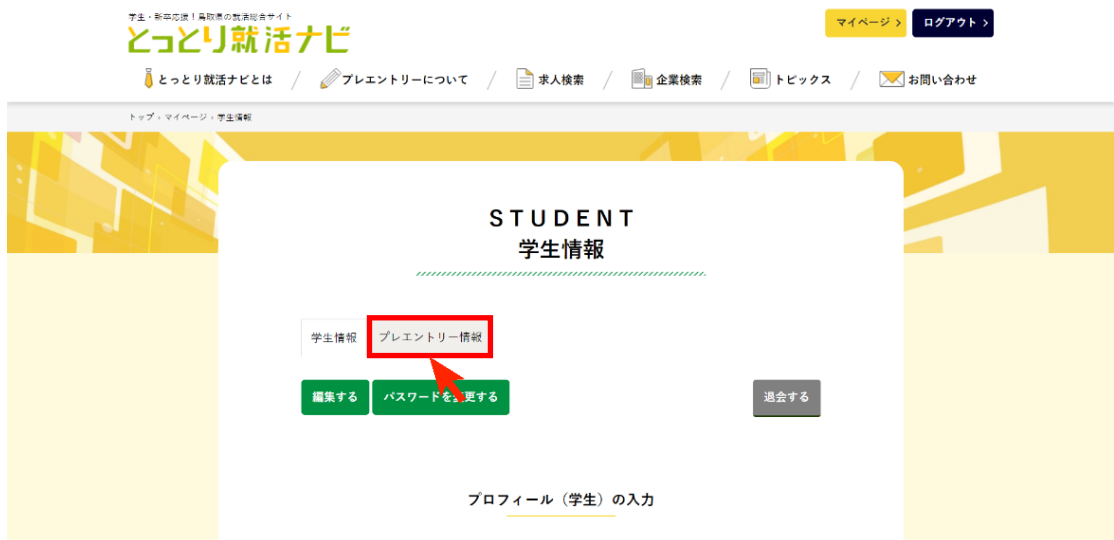 学生・新卒応援！鳥取県の就活総合サイト
とっとり就活ナビ
マイページ >
ログアウト >
とっとり就活ナビとは / プレエントリーについて / 求人検索 / 企業検索 / トピックス / お問い合わせ
トップ › マイページ › 学生情報
STUDENT
学生情報
学生情報
プレエントリー情報
編集する
パスワードを変更する
退会する
プロフィール（学生）の入力